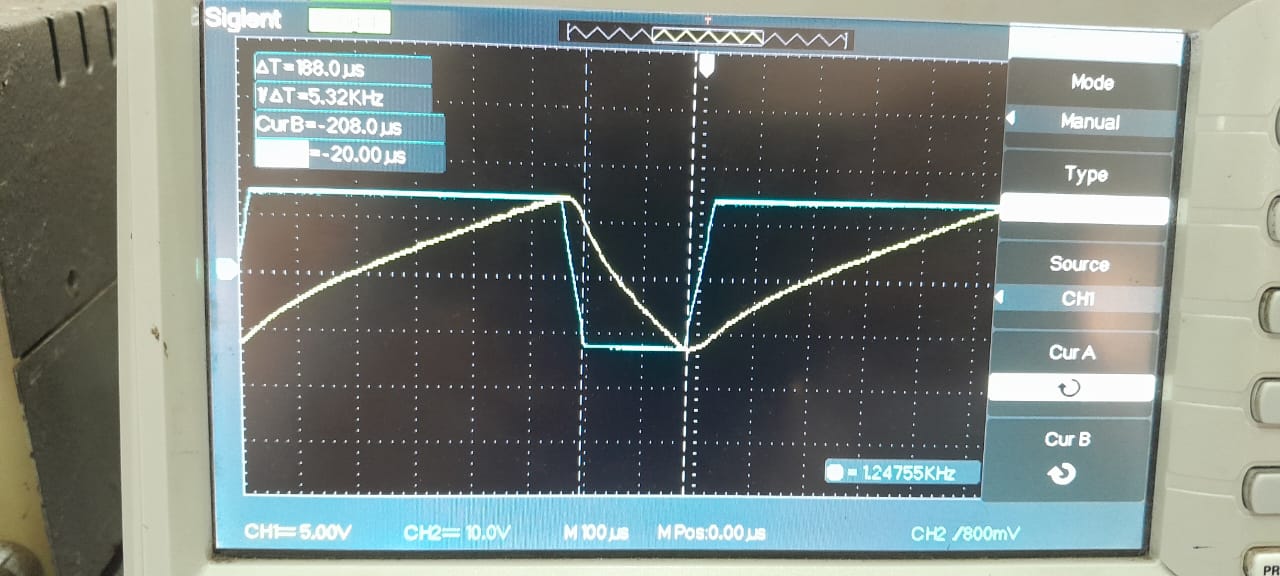 Siglent
T
ΔT=188.0µs
1/ΔT=5.32KHz
CurB=-208.0µs
=-20.00µs
Mode
Manual
Type
Source
CH1
Cur A
Cur B
= 1.24755KHz
CH1= 5.00V CH2= 10.0V M 100µs M Pos:0.00µs CH2 /800mV
PR